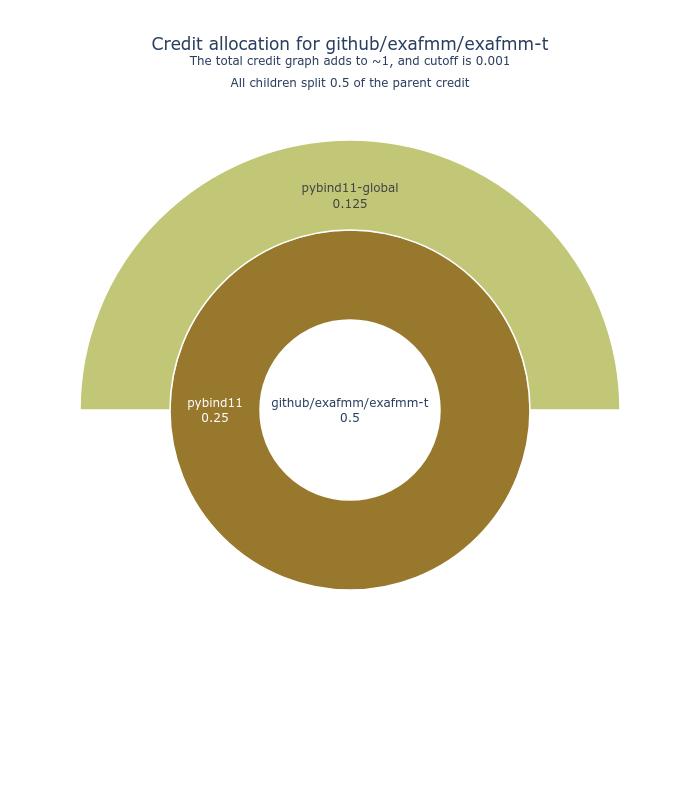 Credit allocation for github/exafmm/exafmm-t
The total credit graph adds to ~1, and cutoff is 0.001
All children split 0.5 of the parent credit
pybind11-global
0.125
pybind11
0.25
github/exafmm/exafmm-t
0.5